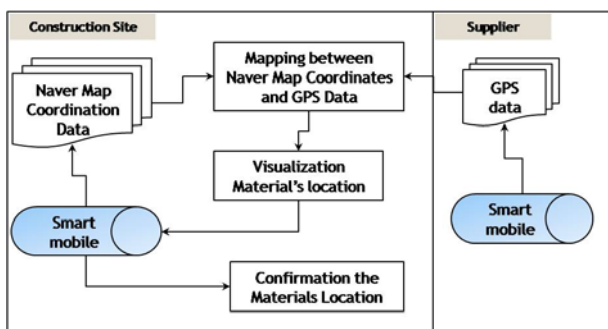 Construction Site
Supplier
Naver Map
Coordination
Data
Mapping between
Naver Map Coordinates
and GPS Data
GPS
data
Visualization
Material's location
Smart
mobile
Smart
mobile
Confirmation the
Materials Location